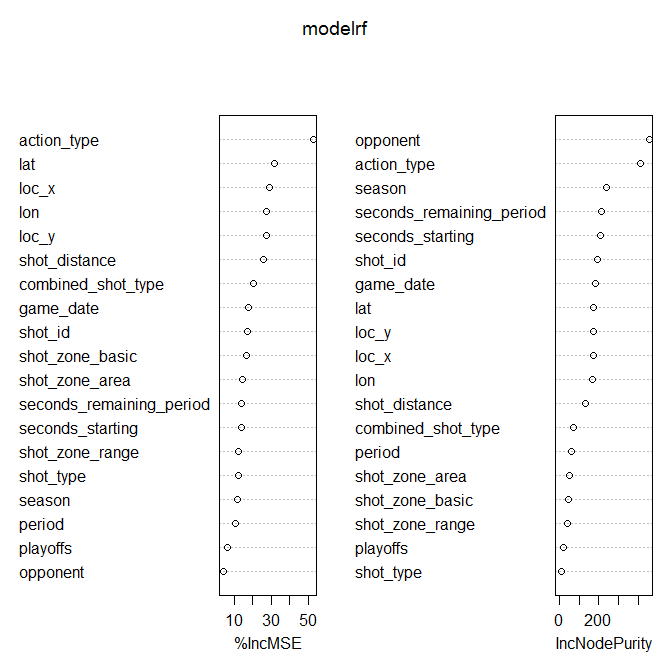 modelrf
action_type
lat
loc_x
lon
loc_y
shot_distance
combined_shot_type
game_date
shot_id
shot_zone_basic
shot_zone_area
seconds_remaining_period
seconds_starting
shot_zone_range
shot_type
season
period
playoffs
opponent
10 30 50
%IncMSE
opponent
action_type
season
seconds_remaining_period
seconds_starting
shot_id
game_date
lat
loc_y
loc_x
lon
shot_distance
combined_shot_type
period
shot_zone_area
shot_zone_basic
shot_zone_range
playoffs
shot_type
0 200
IncNodePurity